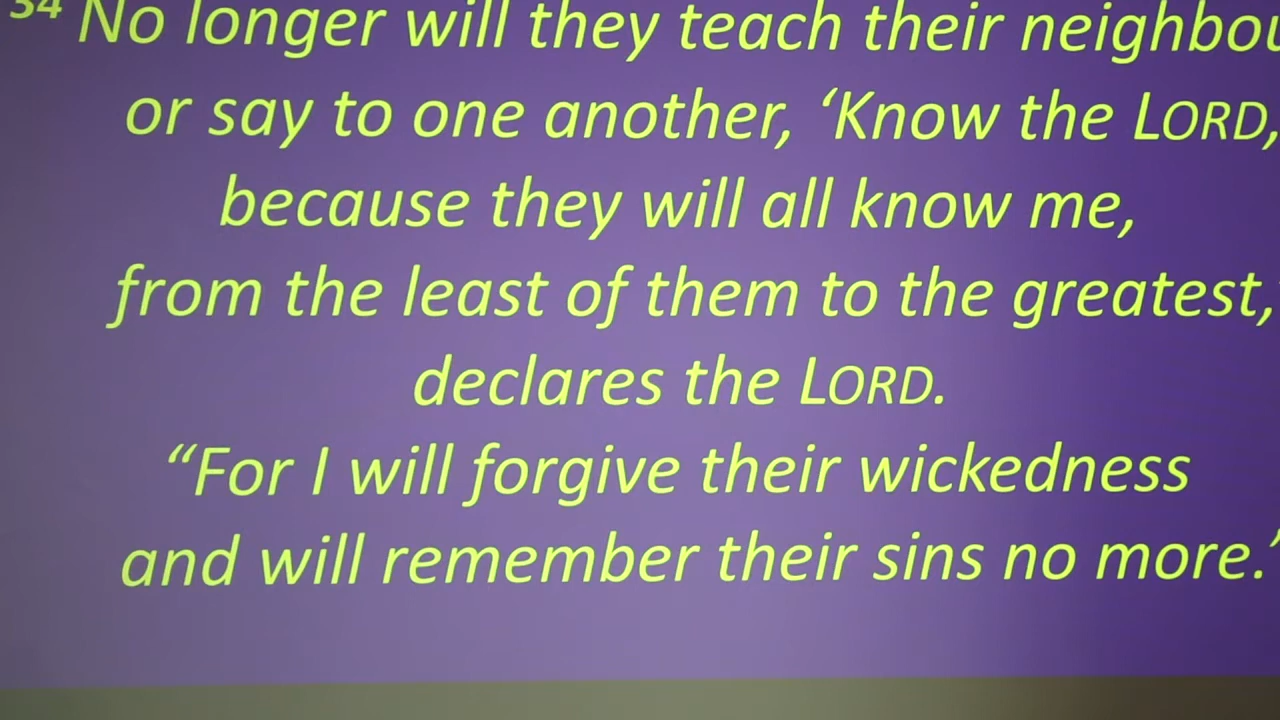 34 No longer will they teach their neighbou
or say to one another, ‘Know the LORD,
because they will all know me,
from the least of them to the greatest,
declares the LORD.
“For I will forgive their wickedness
and will remember their sins no more.’